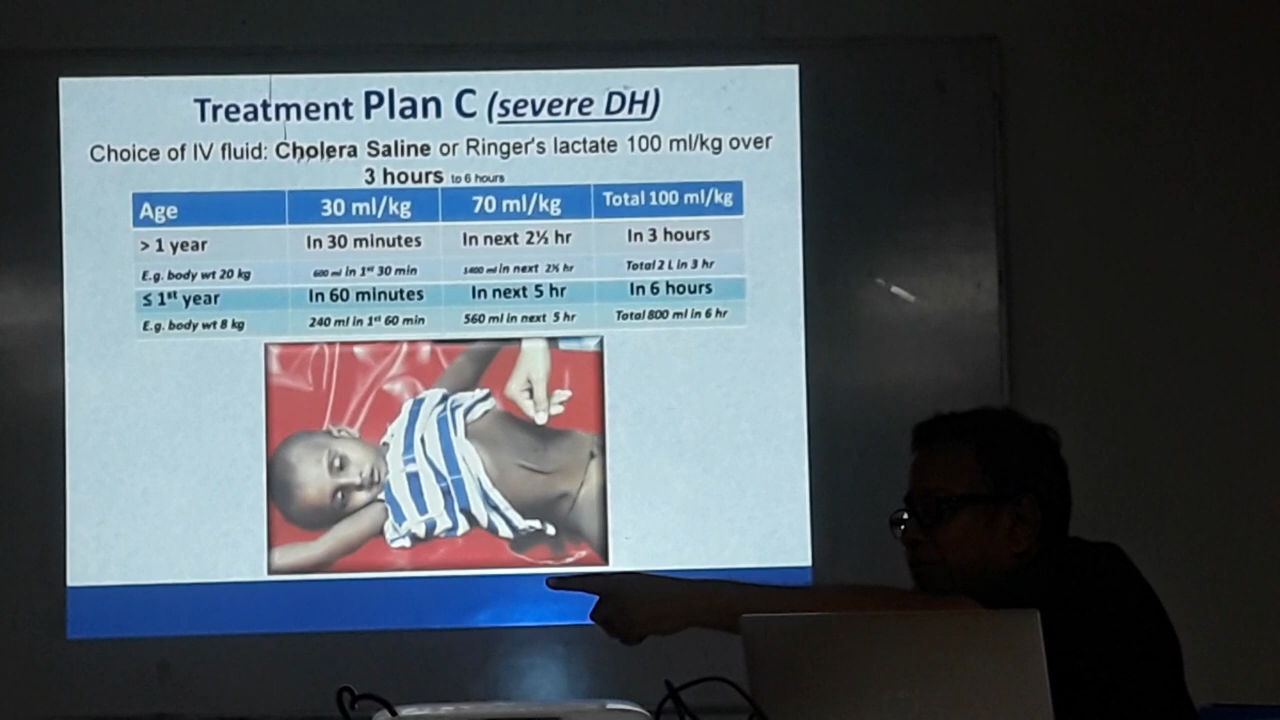 Treatment Plan C (severe DH)
Choice of IV fluid: Cholera Saline or Ringer's lactate 100 ml/kg over
3 hours to 6 hours
Age 30 ml/kg 70 ml/kg Total 100 ml/kg
> 1 year In 30 minutes In next 2½ hr In 3 hours
E.g. body wt 20 kg 600 ml in 1st 30 min 1400 ml in next 2½ hr Total 2 L in 3 hr
≤ 1st year In 60 minutes In next 5 hr In 6 hours
E.g. body wt 8 kg 240 ml in 1st 60 min 560 ml in next 5 hr Total 800 ml in 6 hr